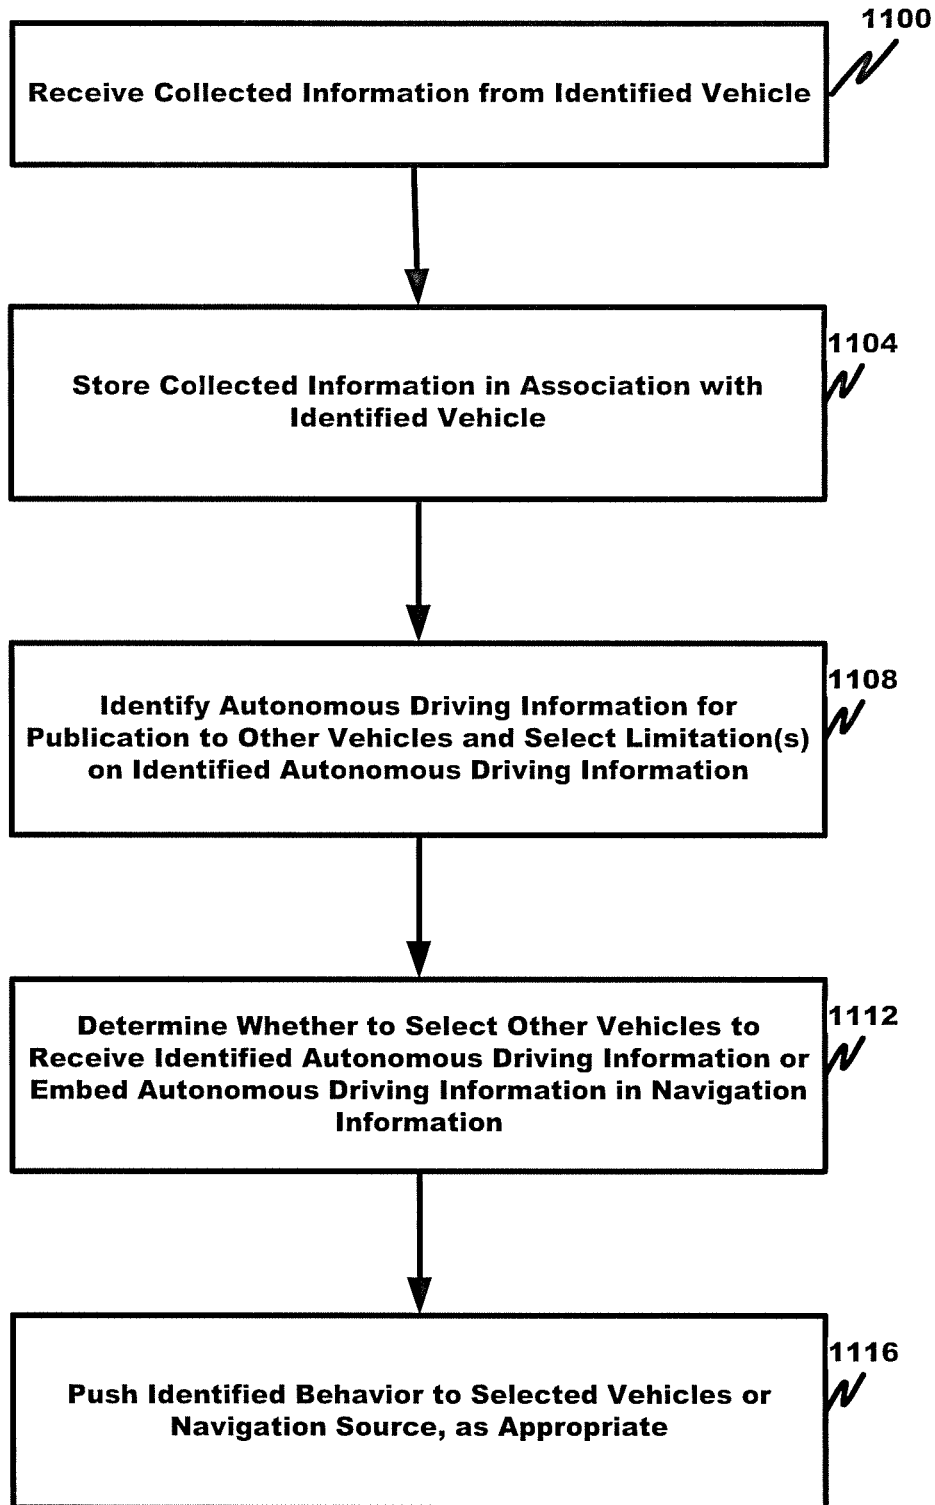 1100
Receive Collected Information from Identified Vehicle
1104
Store Collected Information in Association with
Identified Vehicle
1108
Identify Autonomous Driving Information for
Publication to Other Vehicles and Select Limitation(s)
on Identified Autonomous Driving Information
1112
Determine Whether to Select Other Vehicles to
Receive Identified Autonomous Driving Information or
Embed Autonomous Driving Information in Navigation
Information
1116
Push Identified Behavior to Selected Vehicles or
Navigation Source, as Appropriate